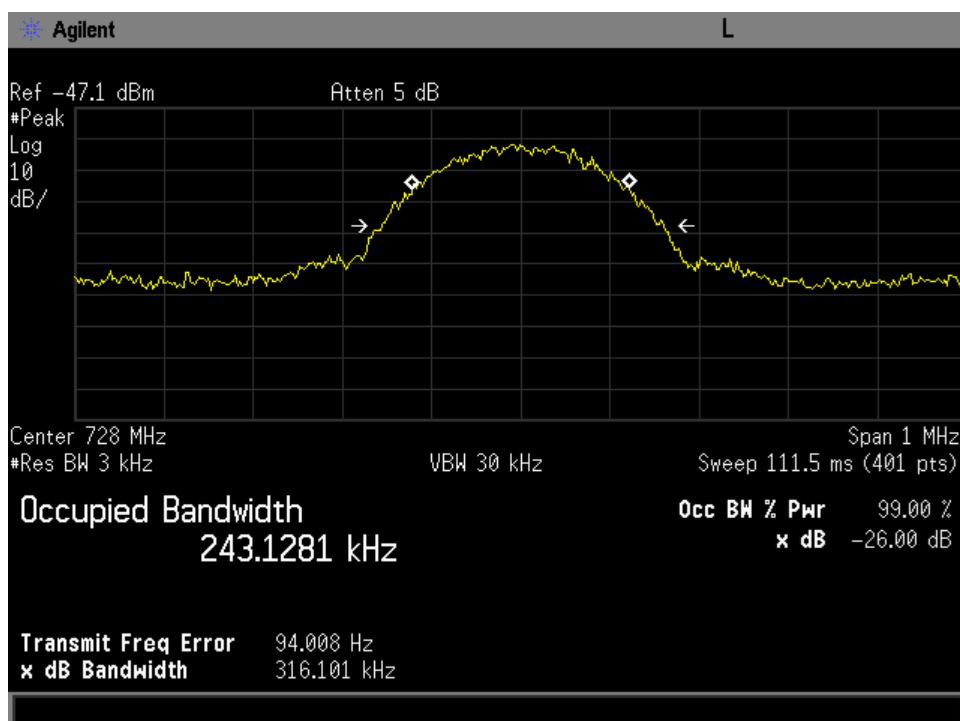 Agilent L
Ref -47.1 dBm Atten 5 dB
#Peak
Log
10
dB/
Center 728 MHz Span 1 MHz
#Res BW 3 kHz VBW 30 kHz Sweep 111.5 ms (401 pts)
Occupied Bandwidth Occ BW % Pwr 99.00 %
243.1281 kHz x dB -26.00 dB
Transmit Freq Error 94.008 Hz
x dB Bandwidth 316.101 kHz